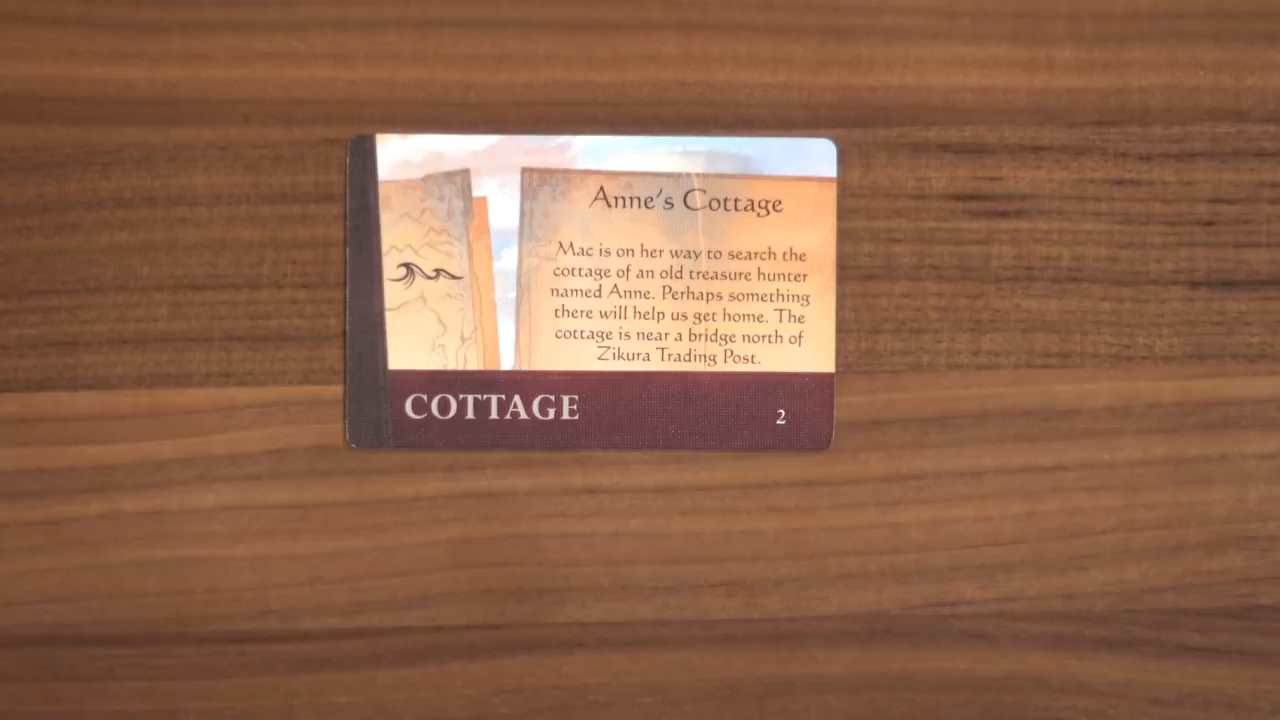 Anne's Cottage
Mac is on her way to search the
cottage of an old treasure hunter
named Anne. Perhaps something
there will help us get home. The
cottage is near a bridge north of
Zikura Trading Post.
COTTAGE
2